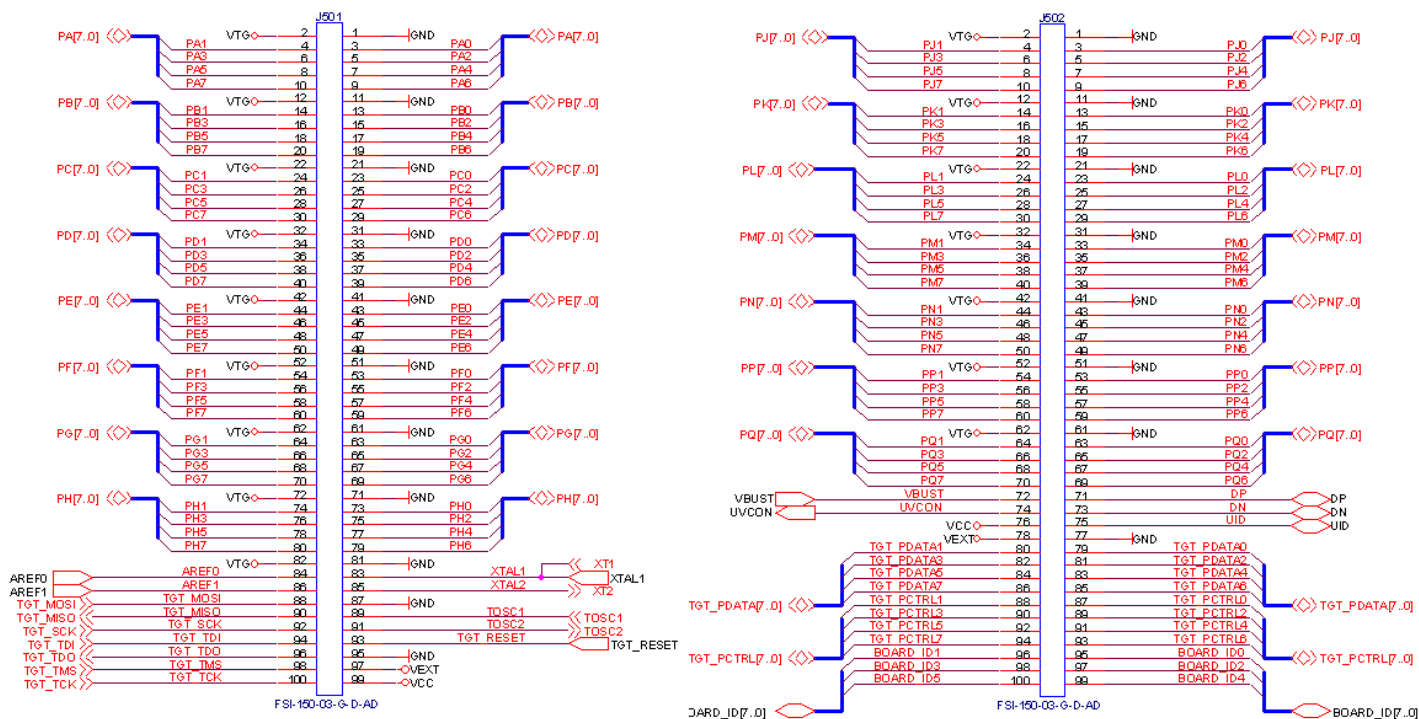 J501
PA[7..0] VTG 2 1 GND PA[7..0]
PA1 4 3 PA0
PA3 6 5 PA2
PA5 8 7 PA4
PA7 10 9 PA6
PB[7..0] VTG 12 11 GND PB[7..0]
PB1 14 13 PB0
PB3 16 15 PB2
PB5 18 17 PB4
PB7 20 19 PB6
PC[7..0] VTG 22 21 GND PC[7..0]
PC1 24 23 PC0
PC3 26 25 PC2
PC5 28 27 PC4
PC7 30 29 PC6
PD[7..0] VTG 32 31 GND PD[7..0]
PD1 34 33 PD0
PD3 36 35 PD2
PD5 38 37 PD4
PD7 40 39 PD6
PE[7..0] VTG 42 41 GND PE[7..0]
PE1 44 43 PE0
PE3 46 45 PE2
PE5 48 47 PE4
PE7 50 49 PE6
PF[7..0] VTG 52 51 GND PF[7..0]
PF1 54 53 PF0
PF3 56 55 PF2
PF5 58 57 PF4
PF7 60 59 PF6
PG[7..0] VTG 62 61 GND PG[7..0]
PG1 64 63 PG0
PG3 66 65 PG2
PG5 68 67 PG4
PG7 70 69 PG6
PH[7..0] VTG 72 71 GND PH[7..0]
PH1 74 73 PH0
PH3 76 75 PH2
PH5 78 77 PH4
PH7 80 79 PH6
VTG 82 81 GND XT1
AREF0 AREF0 84 83 XTAL1 XTAL1
AREF1 AREF1 86 85 XTAL2 XT2
TGT_MOSI TGT_MOSI 88 87 GND
TGT_MISO TGT_MISO 90 89 TOSC1 TOSC1
TGT_SCK TGT_SCK 92 91 TOSC2 TOSC2
TGT_TDI TGT_TDI 94 93 TGT_RESET TGT_RESET
TGT_TDO TGT_TDO 96 95 GND
TGT_TMS TGT_TMS 98 97 VEXT
TGT_TCK TGT_TCK 100 99 VCC
FSI-150-03-G-D-AD
J502
PJ[7..0] VTG 2 1 GND PJ[7..0]
PJ1 4 3 PJ0
PJ3 6 5 PJ2
PJ5 8 7 PJ4
PJ7 10 9 PJ6
PK[7..0] VTG 12 11 GND PK[7..0]
PK1 14 13 PK0
PK3 16 15 PK2
PK5 18 17 PK4
PK7 20 19 PK6
PL[7..0] VTG 22 21 GND PL[7..0]
PL1 24 23 PL0
PL3 26 25 PL2
PL5 28 27 PL4
PL7 30 29 PL6
PM[7..0] VTG 32 31 GND PM[7..0]
PM1 34 33 PM0
PM3 36 35 PM2
PM5 38 37 PM4
PM7 40 39 PM6
PN[7..0] VTG 42 41 GND PN[7..0]
PN1 44 43 PN0
PN3 46 45 PN2
PN5 48 47 PN4
PN7 50 49 PN6
PP[7..0] VTG 52 51 GND PP[7..0]
PP1 54 53 PP0
PP3 56 55 PP2
PP5 58 57 PP4
PP7 60 59 PP6
PQ[7..0] VTG 62 61 GND PQ[7..0]
PQ1 64 63 PQ0
PQ3 66 65 PQ2
PQ5 68 67 PQ4
PQ7 70 69 PQ6
VBUST VBUST 72 71 DP DP
UVCON UVCON 74 73 DN DN
VCC 76 75 UID UID
VEXT 78 77 GND
TGT_PDATA1 80 79 TGT_PDATA0
TGT_PDATA3 82 81 TGT_PDATA2
TGT_PDATA5 84 83 TGT_PDATA4
TGT_PDATA7 86 85 TGT_PDATA6
TGT_PDATA[7..0] TGT_PCTRL1 88 87 TGT_PCTRL0 TGT_PDATA[7..0]
TGT_PCTRL3 90 89 TGT_PCTRL2
TGT_PCTRL5 92 91 TGT_PCTRL4
TGT_PCTRL7 94 93 TGT_PCTRL6
TGT_PCTRL[7..0] BOARD_ID1 96 95 BOARD_ID0 TGT_PCTRL[7..0]
BOARD_ID3 98 97 BOARD_ID2
BOARD_ID5 100 99 BOARD_ID4
OARD_ID[7..0] FSI-150-03-G-D-AD BOARD_ID[7..0]